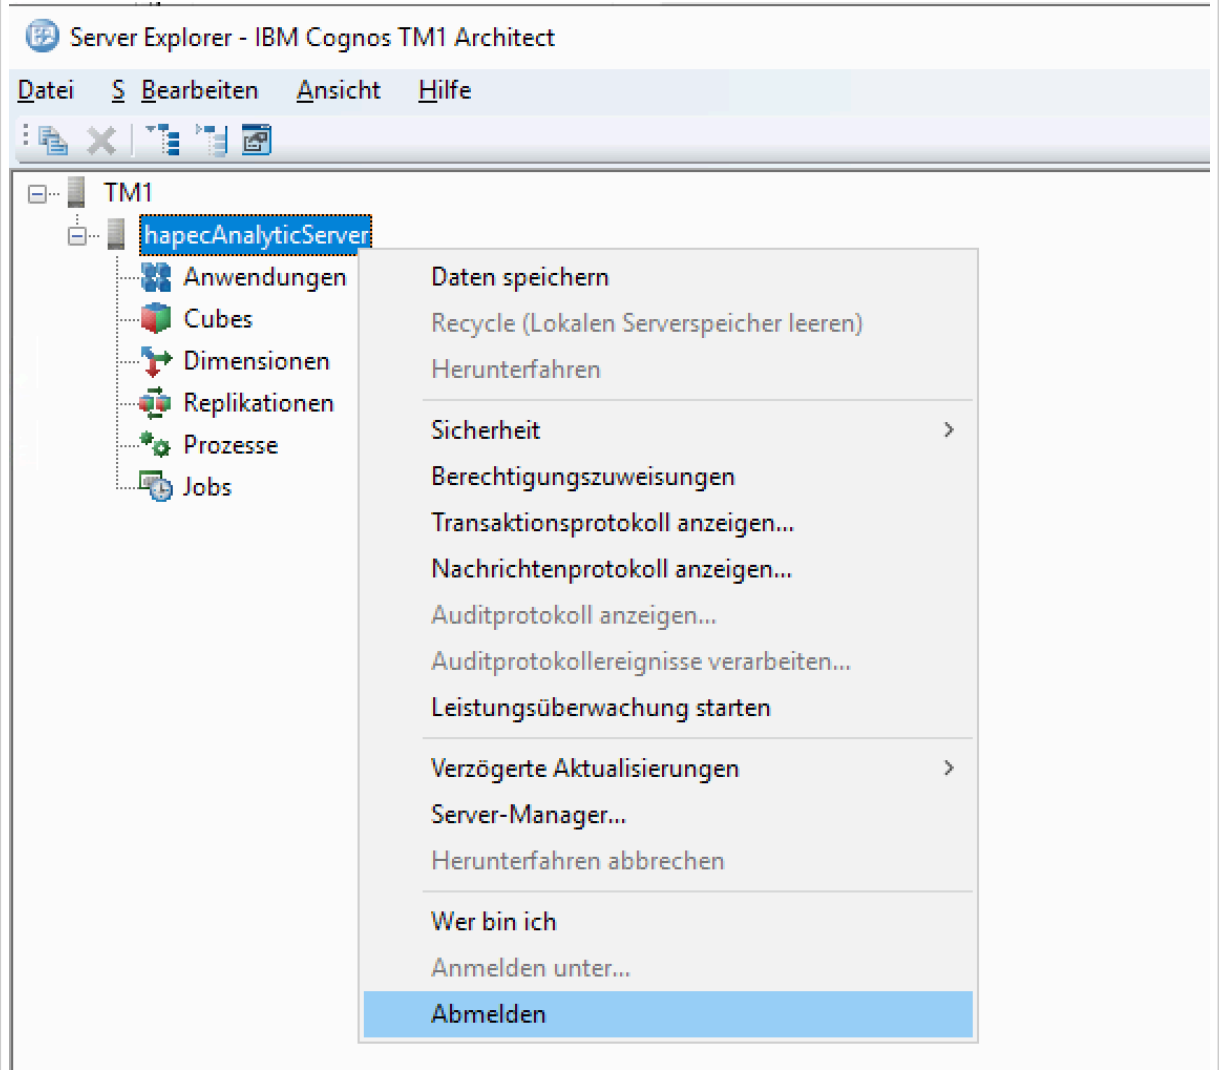 Server Explorer - IBM Cognos TM1 Architect
Datei S Bearbeiten Ansicht Hilfe
TM1
hapecAnalyticServer
Anwendungen
Cubes
Dimensionen
Replikationen
Prozesse
Jobs
Daten speichern
Recycle (Lokalen Serverspeicher leeren)
Herunterfahren
Sicherheit
Berechtigungszuweisungen
Transaktionsprotokoll anzeigen...
Nachrichtenprotokoll anzeigen...
Auditprotokoll anzeigen...
Auditprotokollereignisse verarbeiten...
Leistungsüberwachung starten
Verzögerte Aktualisierungen
Server-Manager...
Herunterfahren abbrechen
Wer bin ich
Anmelden unter...
Abmelden